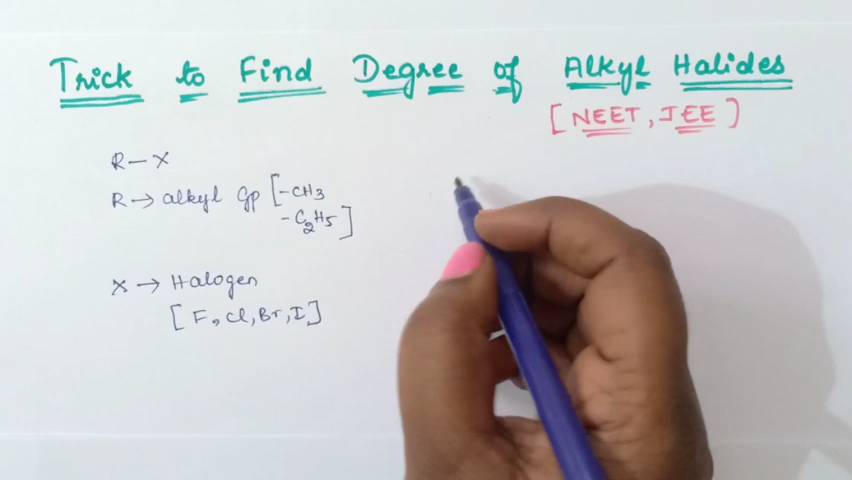 Trick to Find Degree of Alkyl Halides
[NEET, JEE]
R-X
R → alkyl Gp [-CH3
-C2H5]
X → Halogen
[F, Cl, Br, I]